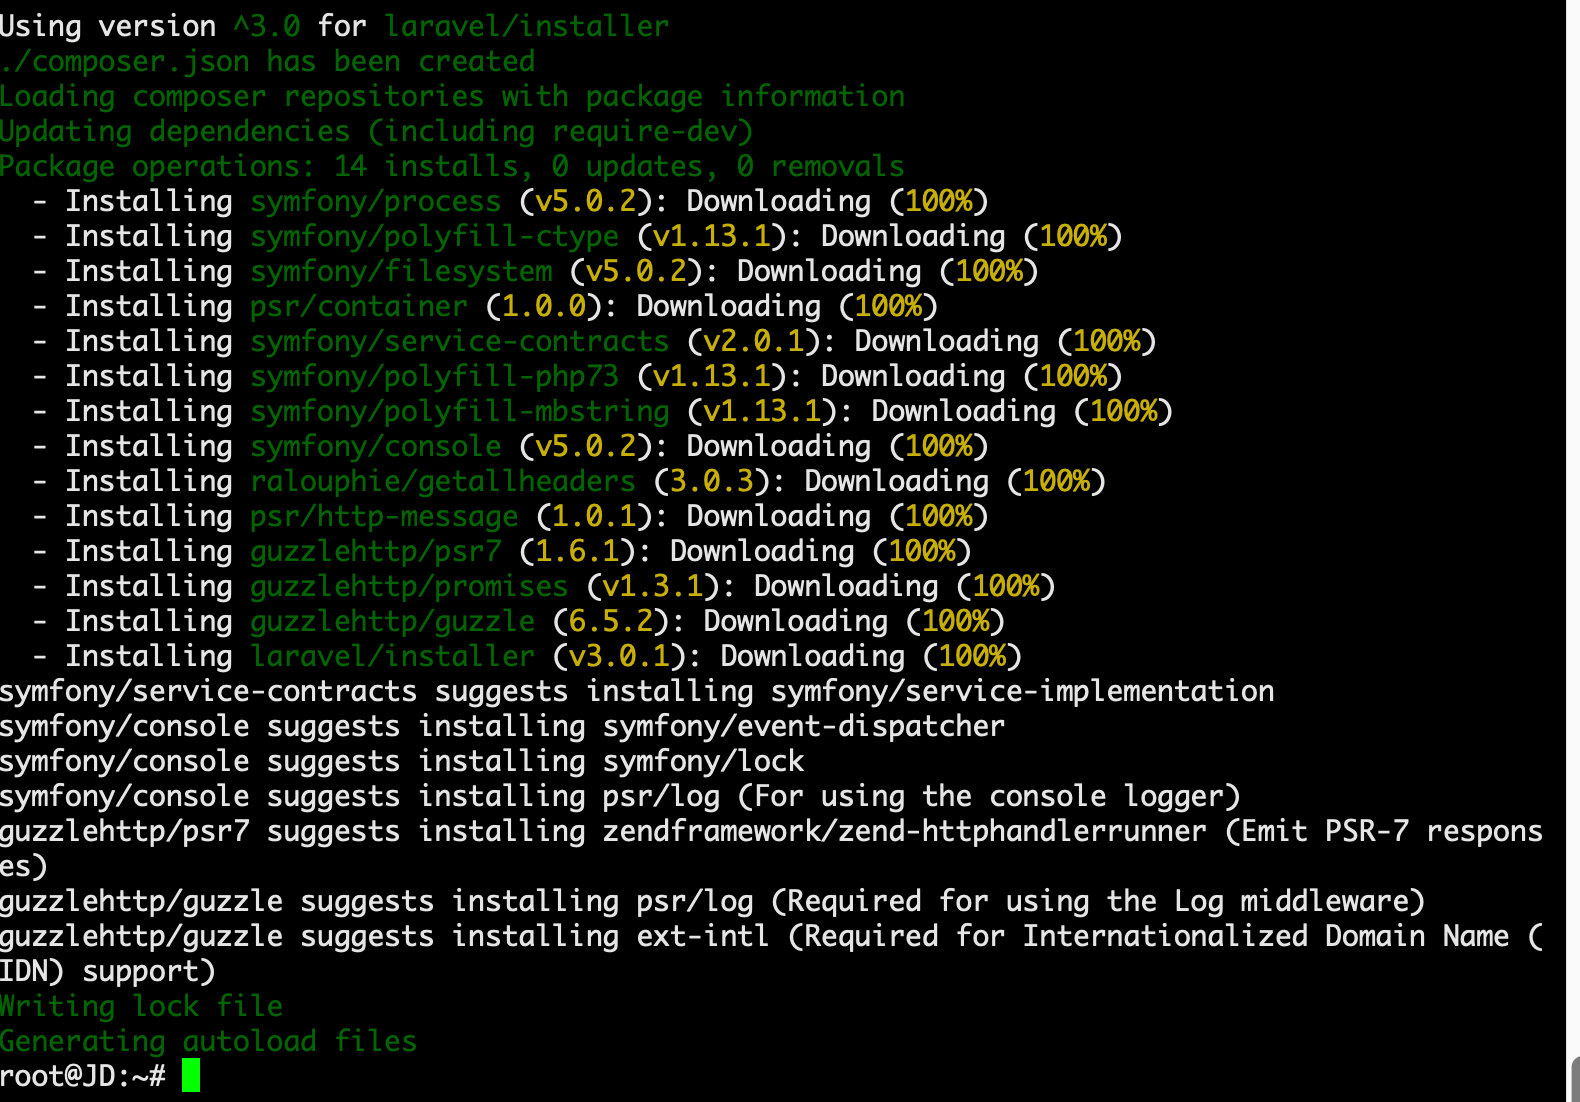 Using version ^3.0 for laravel/installer
./composer.json has been created
Loading composer repositories with package information
Updating dependencies (including require-dev)
Package operations: 14 installs, 0 updates, 0 removals
  - Installing symfony/process (v5.0.2): Downloading (100%)
  - Installing symfony/polyfill-ctype (v1.13.1): Downloading (100%)
  - Installing symfony/filesystem (v5.0.2): Downloading (100%)
  - Installing psr/container (1.0.0): Downloading (100%)
  - Installing symfony/service-contracts (v2.0.1): Downloading (100%)
  - Installing symfony/polyfill-php73 (v1.13.1): Downloading (100%)
  - Installing symfony/polyfill-mbstring (v1.13.1): Downloading (100%)
  - Installing symfony/console (v5.0.2): Downloading (100%)
  - Installing ralouphie/getallheaders (3.0.3): Downloading (100%)
  - Installing psr/http-message (1.0.1): Downloading (100%)
  - Installing guzzlehttp/psr7 (1.6.1): Downloading (100%)
  - Installing guzzlehttp/promises (v1.3.1): Downloading (100%)
  - Installing guzzlehttp/guzzle (6.5.2): Downloading (100%)
  - Installing laravel/installer (v3.0.1): Downloading (100%)
symfony/service-contracts suggests installing symfony/service-implementation
symfony/console suggests installing symfony/event-dispatcher
symfony/console suggests installing symfony/lock
symfony/console suggests installing psr/log (For using the console logger)
guzzlehttp/psr7 suggests installing zendframework/zend-httphandlerrunner (Emit PSR-7 respons
es)
guzzlehttp/guzzle suggests installing psr/log (Required for using the Log middleware)
guzzlehttp/guzzle suggests installing ext-intl (Required for Internationalized Domain Name (
IDN) support)
Writing lock file
Generating autoload files
root@JD:~#